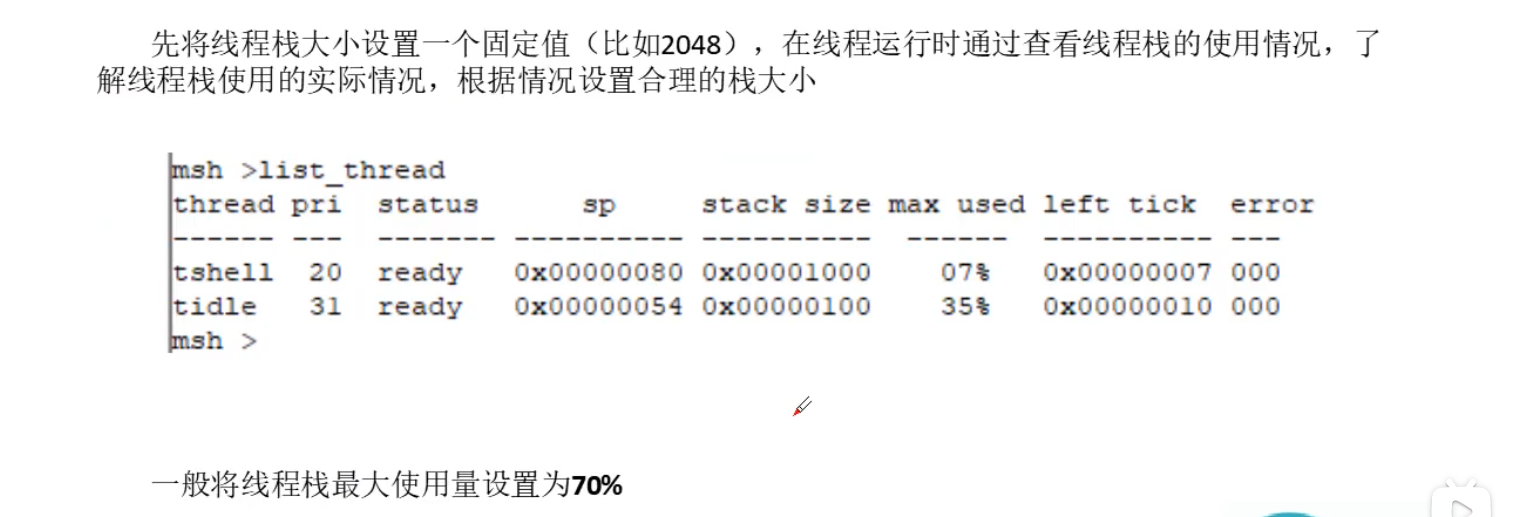 先将线程栈大小设置一个固定值（比如2048），在线程运行时通过查看线程栈的使用情况，了
解线程栈使用的实际情况，根据情况设置合理的栈大小
msh >list_thread
thread pri  status      sp     stack size max used left tick  error
------ ---  ------- ---------- ----------  ------  ---------- ---
tshell  20  ready   0x00000080 0x00001000    07%   0x00000007 000
tidle   31  ready   0x00000054 0x00000100    35%   0x00000010 000
msh >
一般将线程栈最大使用量设置为70%